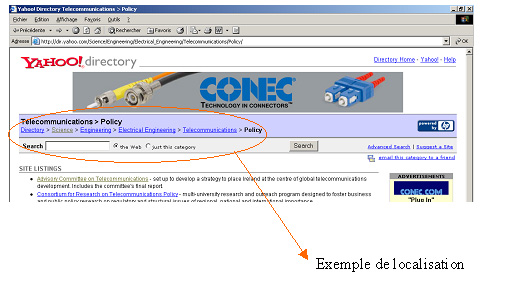 Yahoo! Directory Telecommunications > Policy
Fichier Edition Affichage Favoris Outils ?
Précédente Rechercher Favoris
Adresse http://dir.yahoo.com/Science/Engineering/Electrical_Engineering/Telecommunications/Policy/ OK
YAHOO! directory Directory Home - Yahoo! - Help
CONEC
TECHNOLOGY IN CONNECTORS™
Telecommunications > Policy
Directory > Science > Engineering > Electrical Engineering > Telecommunications > Policy
powered by hp
Search the Web just this category Search Advanced Search | Suggest a Site
email this category to a friend
SITE LISTINGS
ADVERTISEMENTS
Advisory Committee on Telecommunications - set up to develop a strategy to place Ireland at the centre of global telecommunications
development. Includes the committee's final report.
CONEC COM
Consortium for Research on Telecommunications Policy - multi-university research and outreach program designed to foster business
"Plug In"
and public policy research on regulatory and structural issues of regional, national and international importance.
Exemple de localisation